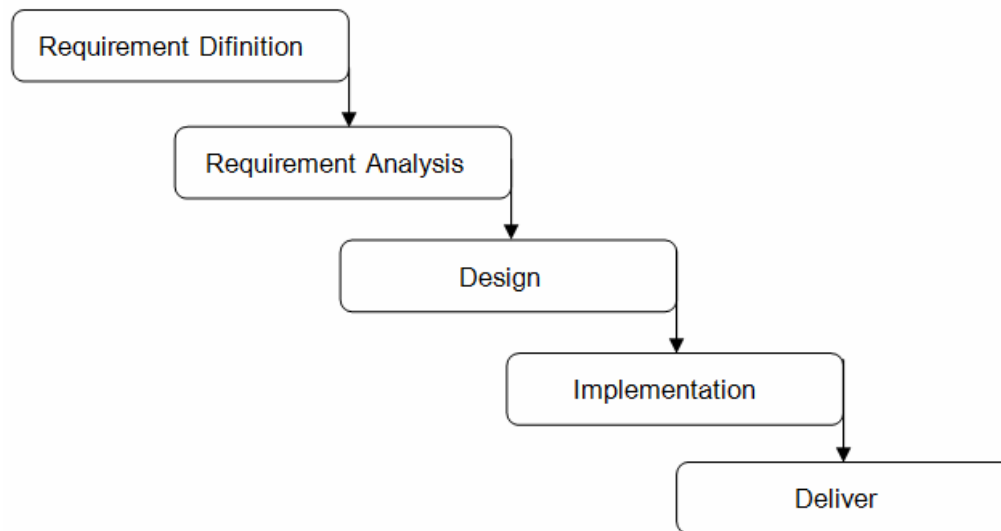 Requirement Difinition
Requirement Analysis
Design
Implementation
Deliver